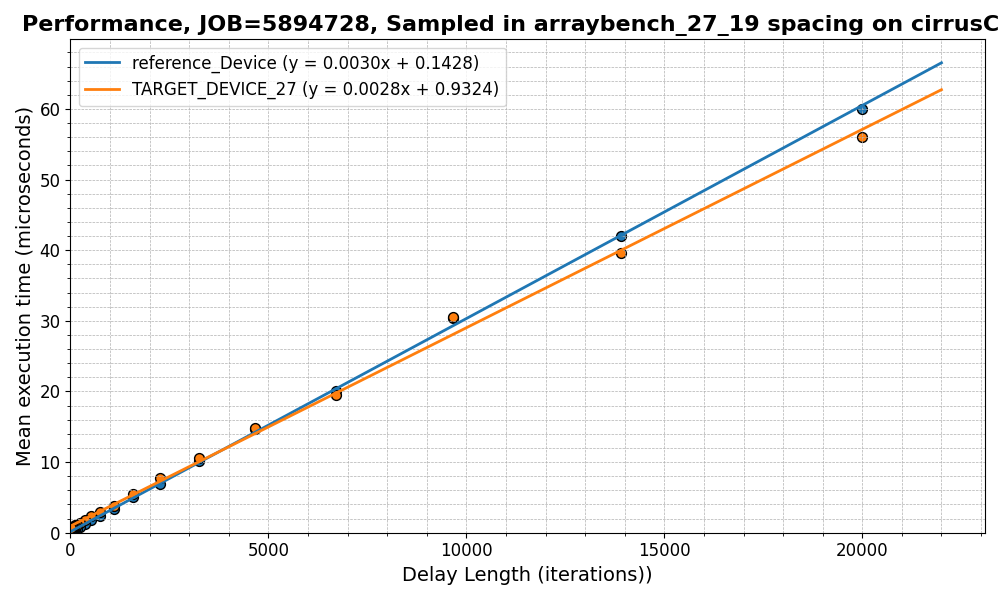 Performance, JOB=5894728, Sampled in arraybench_27_19 spacing on cirrusC
reference_Device (y = 0.0030x + 0.1428)
TARGET_DEVICE_27 (y = 0.0028x + 0.9324)
Mean execution time (microseconds)
60
50
40
30
20
10
0
0 5000 10000 15000 20000
Delay Length (iterations))